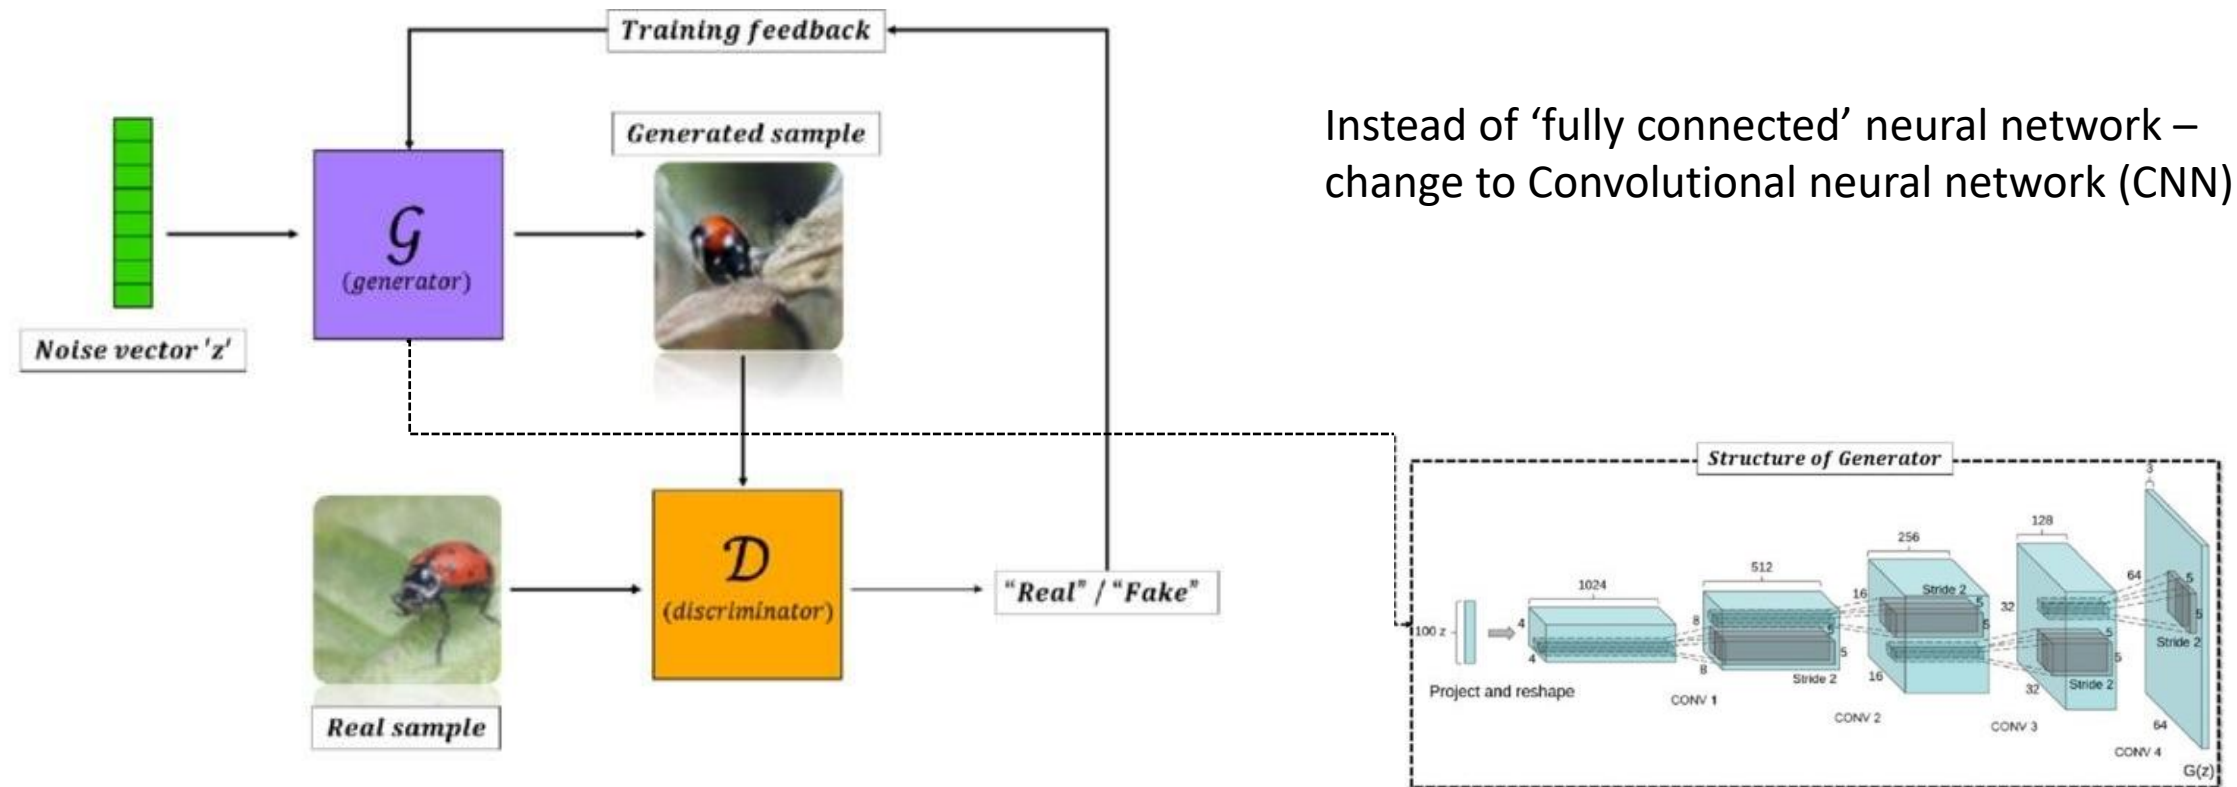 Training feedback
Instead of ‘fully connected’ neural network –
change to Convolutional neural network (CNN)
Generated sample
G
(generator)
Noise vector 'z'
D
(discriminator)
"Real" / "Fake"
Real sample
Structure of Generator
100 z
Project and reshape
1024
4
4
512
8
8
5
5
Stride 2
CONV 1
256
16
16
Stride 2
5
5
CONV 2
128
32
32
5
5
Stride 2
CONV 3
3
64
64
5
5
Stride 2
CONV 4
G(z)